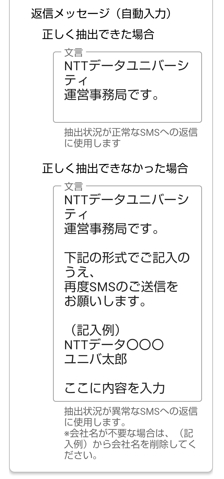 返信メッセージ（自動入力）
正しく抽出できた場合
文言
NTTデータユニバーシ
ティ
運営事務局です。
抽出状況が正常なSMSへの返信
に使用します
正しく抽出できなかった場合
文言
NTTデータユニバーシ
ティ
運営事務局です。
下記の形式でご記入の
うえ、
再度SMSのご送信を
お願いします。
（記入例）
NTTデータ〇〇〇
ユニバ太郎
ここに内容を入力
抽出状況が異常なSMSへの返信
に使用します。
※会社名が不要な場合は、（記
入例）から会社名を削除してく
ださい。